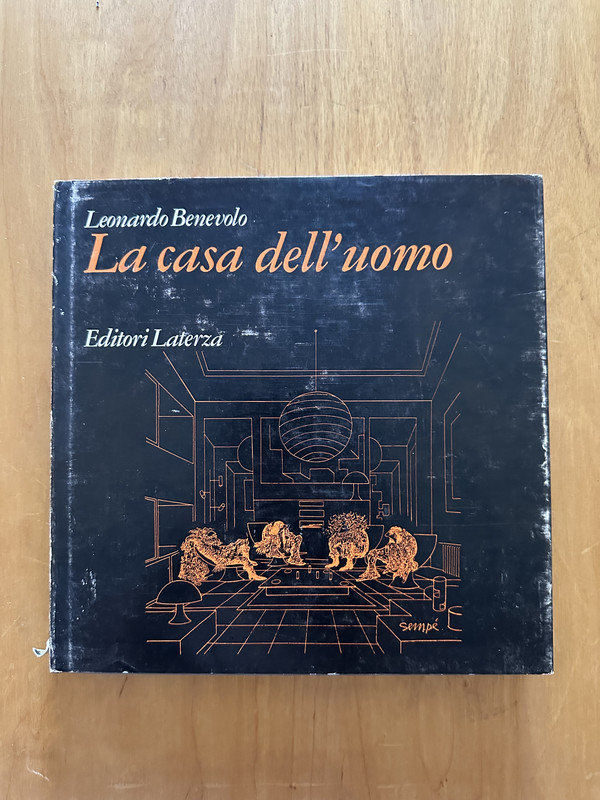 Leonardo Benevolo
La casa dell'uomo
Editori Laterza
sempé